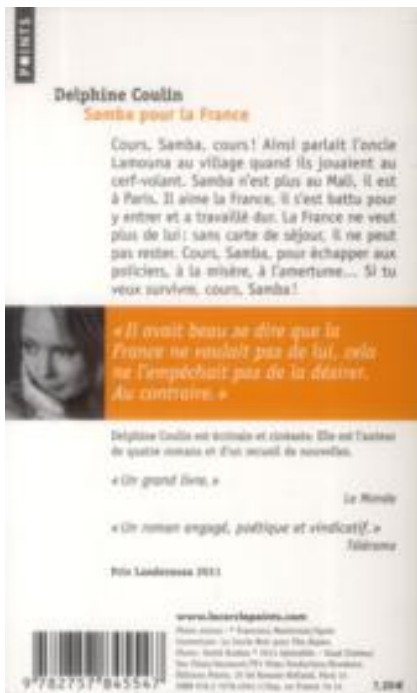 POINTS
Delphine Coulin
Samba pour la France
Cours, Samba, cours! Ainsi parlait l'oncle
Lamouna au village quand ils jouaient au
cerf-volant. Samba n'est plus au Mali, il est
à Paris. Il aime la France, il s'est battu pour
y entrer et a travaillé dur. La France ne veut
plus de lui: sans carte de séjour, il ne peut
pas rester. Cours, Samba, pour échapper aux
policiers, à la misère, à l'amertume... Si tu
veux survivre, cours, Samba!
« Il avait beau se dire que la
France ne voulait pas de lui, cela
ne l'empêchait pas de la désirer.
Au contraire. »
Delphine Coulin est écrivain et cinéaste. Elle est l'auteur
de quatre romans et d'un recueil de nouvelles.
« Un grand livre. »
Le Monde
« Un roman engagé, poétique et vindicatif. »
Télérama
Prix Landerneau 2011
www.lecerclepoints.com
9782757845547